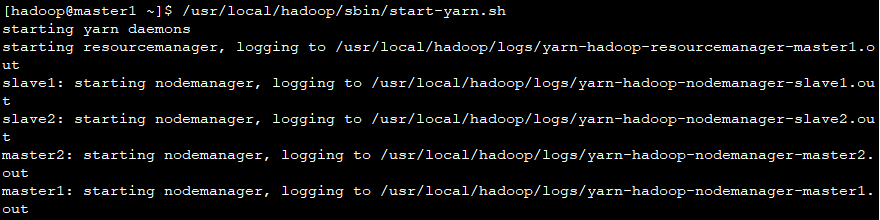 [hadoop@master1 ~]$ /usr/local/hadoop/sbin/start-yarn.sh
starting yarn daemons
starting resourcemanager, logging to /usr/local/hadoop/logs/yarn-hadoop-resourcemanager-master1.o
ut
slave1: starting nodemanager, logging to /usr/local/hadoop/logs/yarn-hadoop-nodemanager-slave1.ou
t
slave2: starting nodemanager, logging to /usr/local/hadoop/logs/yarn-hadoop-nodemanager-slave2.ou
t
master2: starting nodemanager, logging to /usr/local/hadoop/logs/yarn-hadoop-nodemanager-master2.
out
master1: starting nodemanager, logging to /usr/local/hadoop/logs/yarn-hadoop-nodemanager-master1.
out